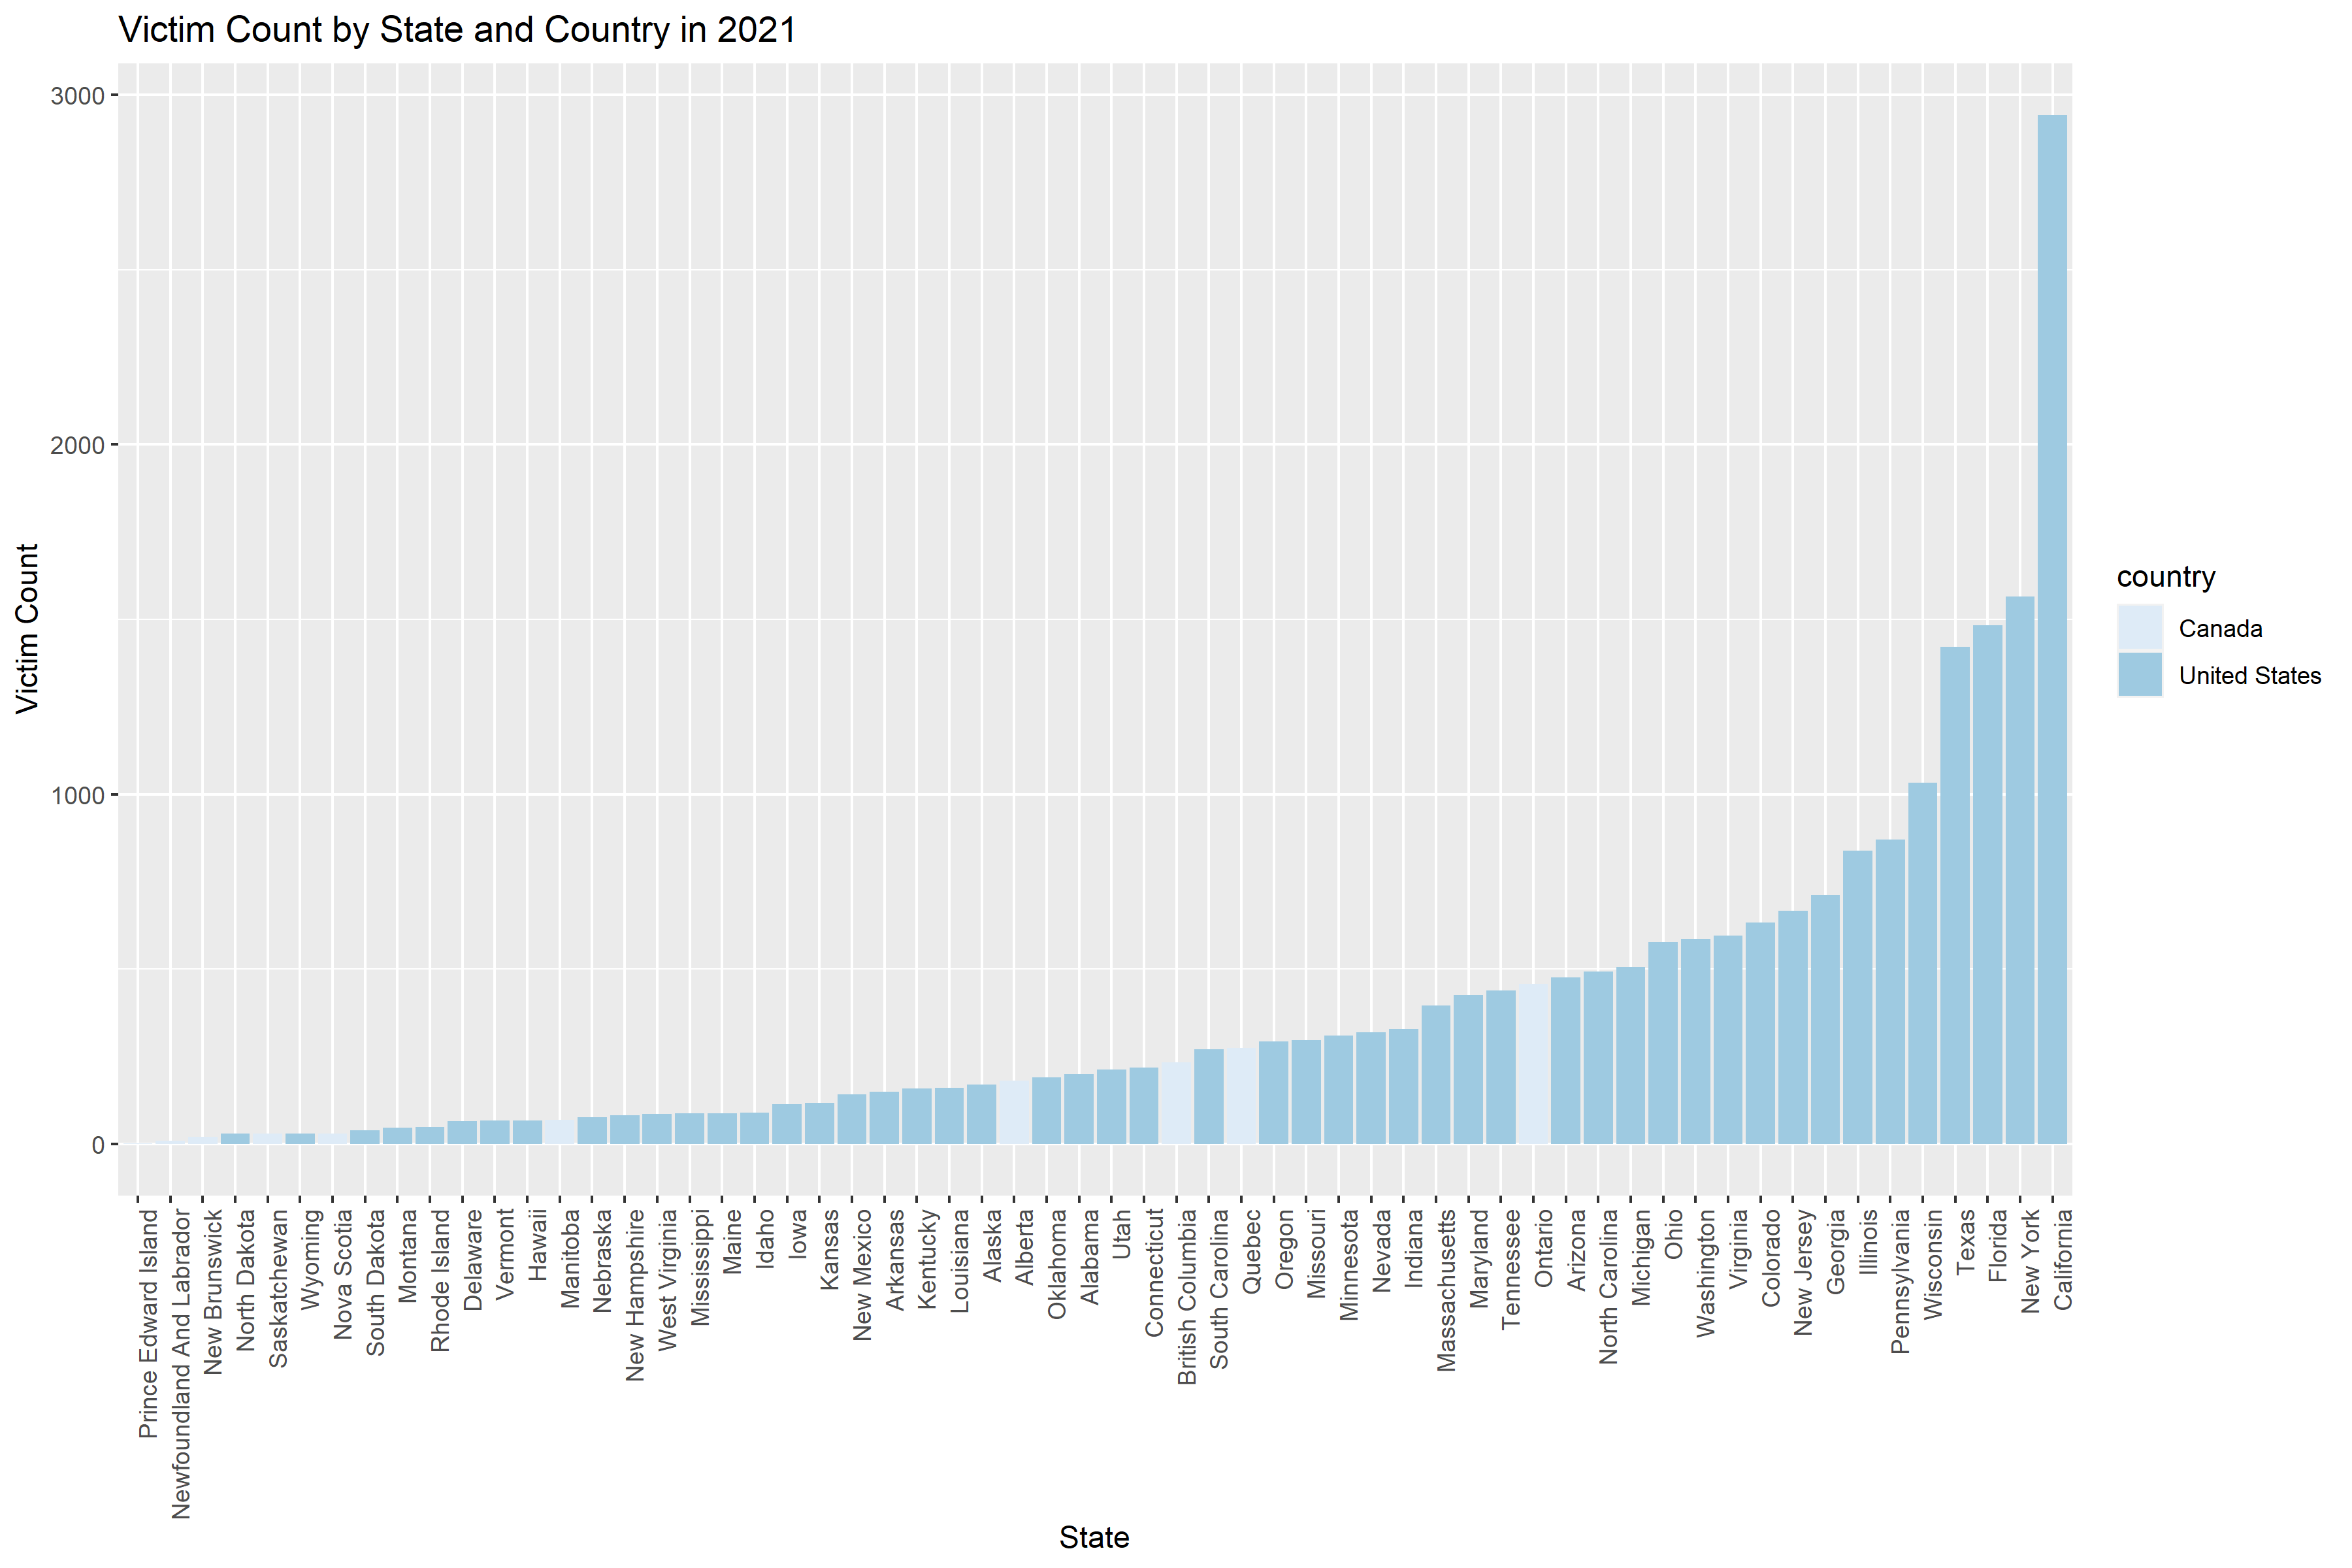 Victim Count by State and Country in 2021
3000
2000
1000
0
Victim Count
Prince Edward Island
Newfoundland And Labrador
New Brunswick
North Dakota
Saskatchewan
Wyoming
Nova Scotia
South Dakota
Montana
Rhode Island
Delaware
Vermont
Hawaii
Manitoba
Nebraska
New Hampshire
West Virginia
Mississippi
Maine
Idaho
Iowa
Kansas
New Mexico
Arkansas
Kentucky
Louisiana
Alaska
Alberta
Oklahoma
Alabama
Utah
Connecticut
British Columbia
South Carolina
Quebec
Oregon
Missouri
Minnesota
Nevada
Indiana
Massachusetts
Maryland
Tennessee
Ontario
Arizona
North Carolina
Michigan
Ohio
Washington
Virginia
Colorado
New Jersey
Georgia
Illinois
Pennsylvania
Wisconsin
Texas
Florida
New York
California
State
country
Canada
United States